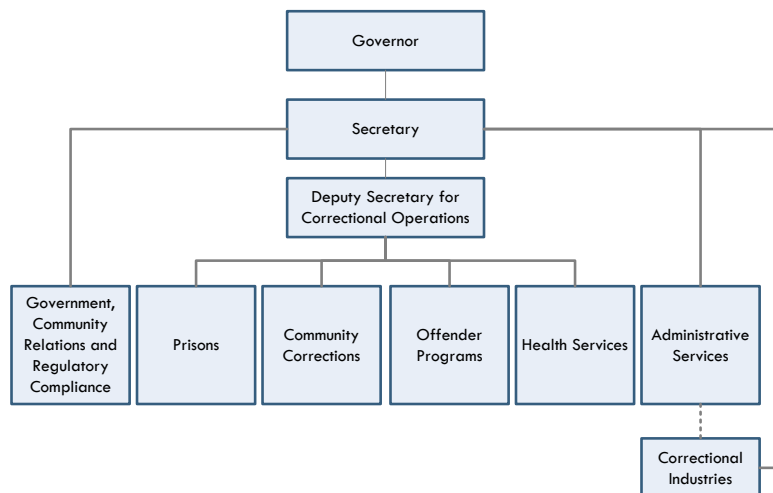 Governor
Secretary
Deputy Secretary for
Correctional Operations
Government,
Community
Relations and
Regulatory
Compliance
Prisons
Community
Corrections
Offender
Programs
Health Services
Administrative
Services
Correctional
Industries